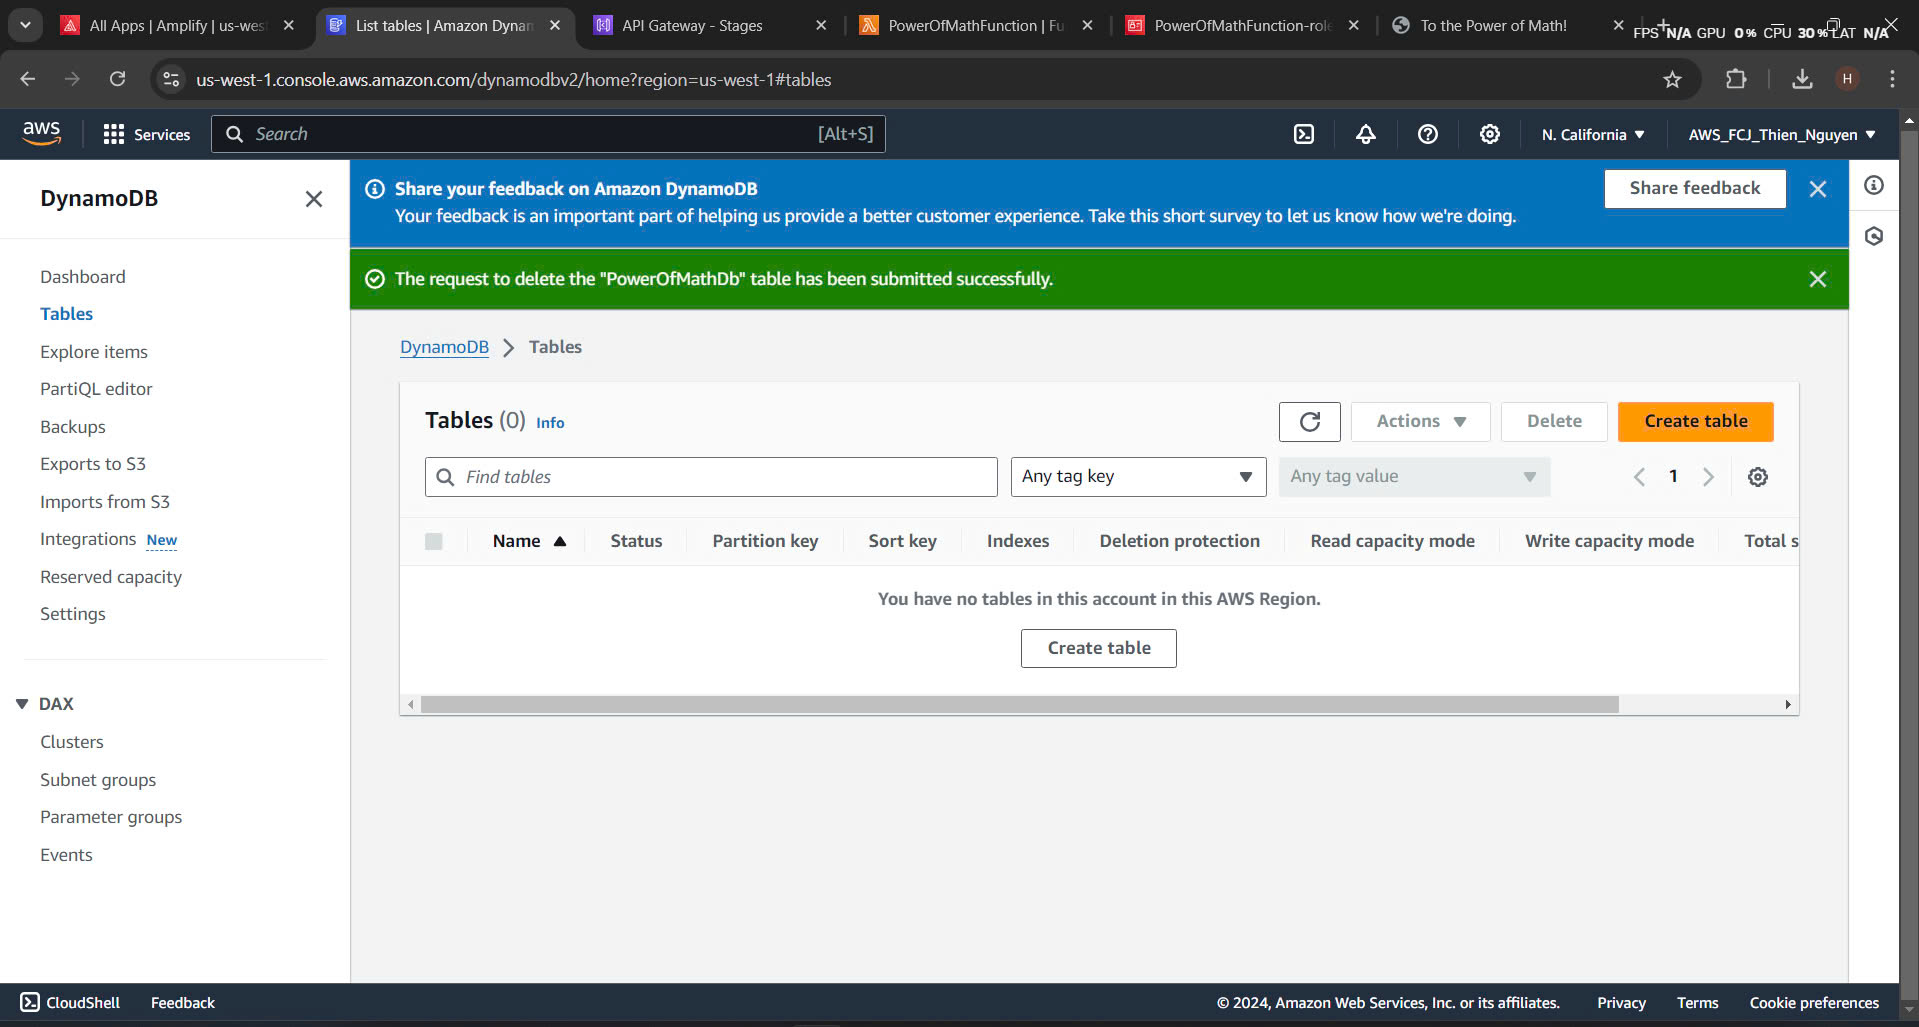 All Apps | Amplify | us-wes
List tables | Amazon Dynam
API Gateway - Stages
PowerOfMathFunction | Fu
PowerOfMathFunction-role
To the Power of Math!
FPS N/A GPU 0% CPU 30% LAT N/A
us-west-1.console.aws.amazon.com/dynamodbv2/home?region=us-west-1#tables
H
aws
Services
Search
[Alt+S]
N. California
AWS_FCJ_Thien_Nguyen
DynamoDB
Dashboard
Tables
Explore items
PartiQL editor
Backups
Exports to S3
Imports from S3
Integrations New
Reserved capacity
Settings
DAX
Clusters
Subnet groups
Parameter groups
Events
Share your feedback on Amazon DynamoDB
Your feedback is an important part of helping us provide a better customer experience. Take this short survey to let us know how we're doing.
Share feedback
The request to delete the "PowerOfMathDb" table has been submitted successfully.
DynamoDB
Tables
Tables (0) Info
Actions
Delete
Create table
Find tables
Any tag key
Any tag value
1
Name
Status
Partition key
Sort key
Indexes
Deletion protection
Read capacity mode
Write capacity mode
Total s
You have no tables in this account in this AWS Region.
Create table
CloudShell
Feedback
© 2024, Amazon Web Services, Inc. or its affiliates.
Privacy
Terms
Cookie preferences